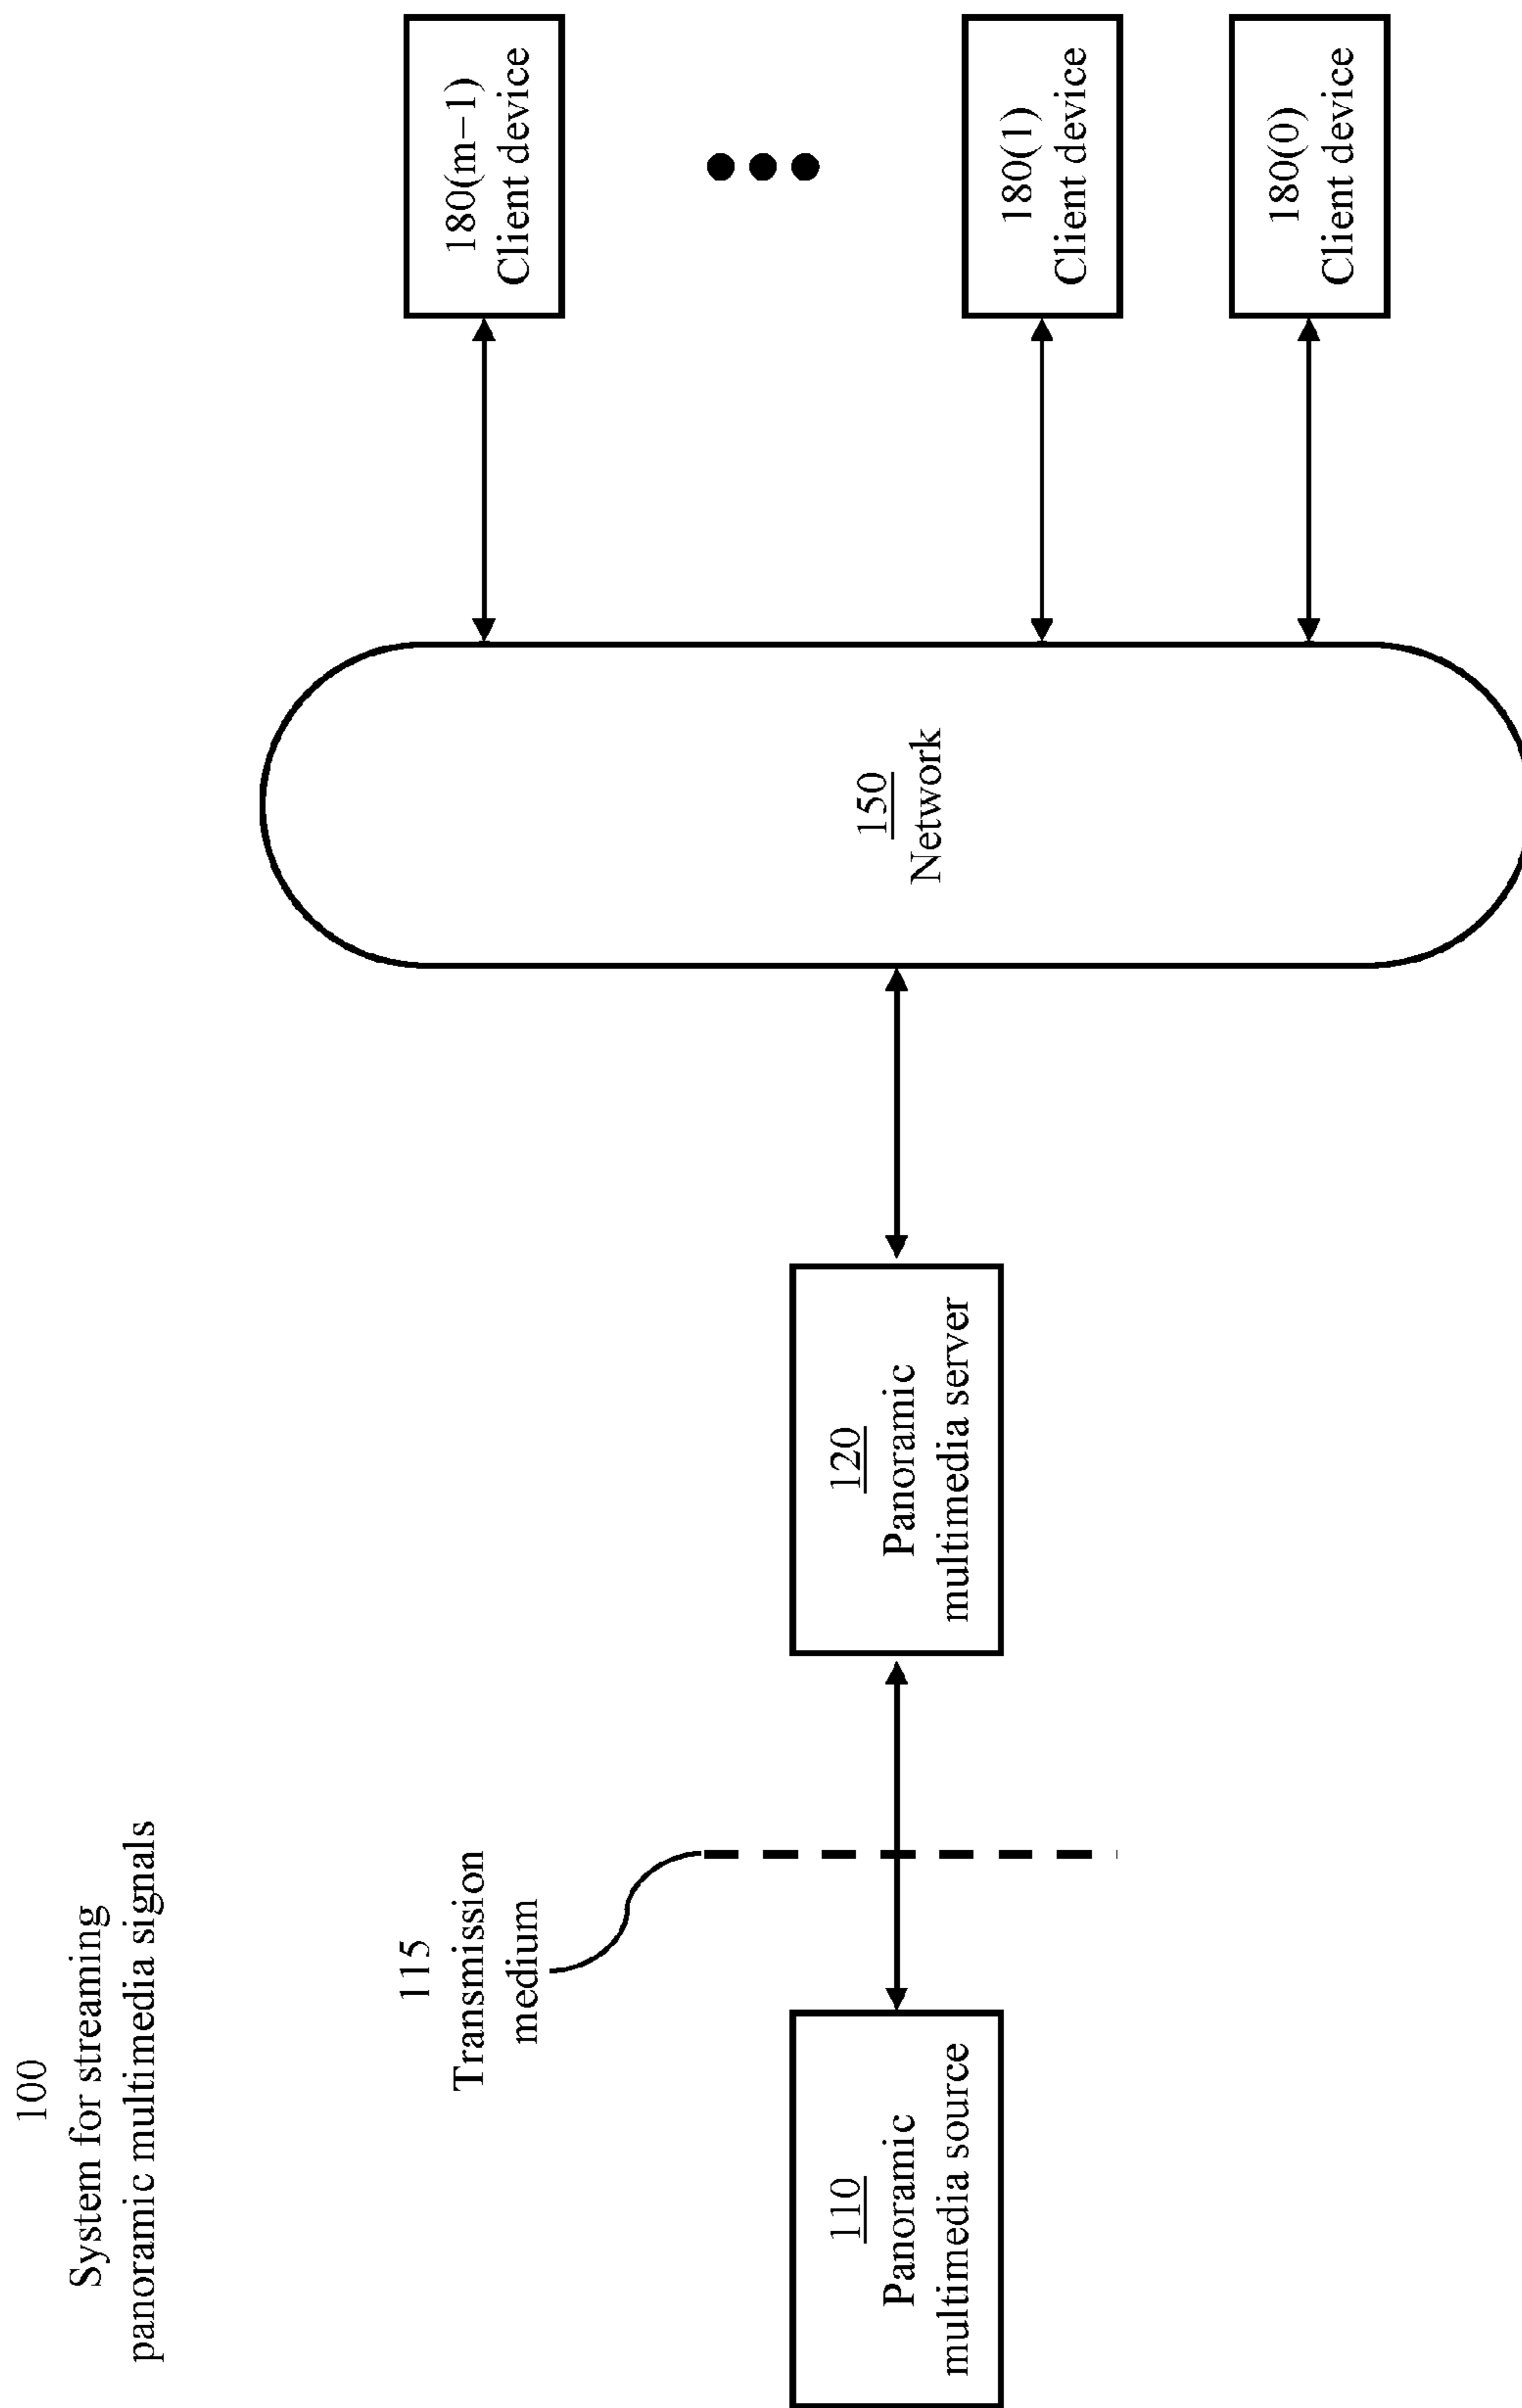 100
System for streaming
panoramic multimedia signals
115
Transmission
medium
110
Panoramic
multimedia source
120
Panoramic
multimedia server
150
Network
180(m−1)
Client device
180(1)
Client device
180(0)
Client device